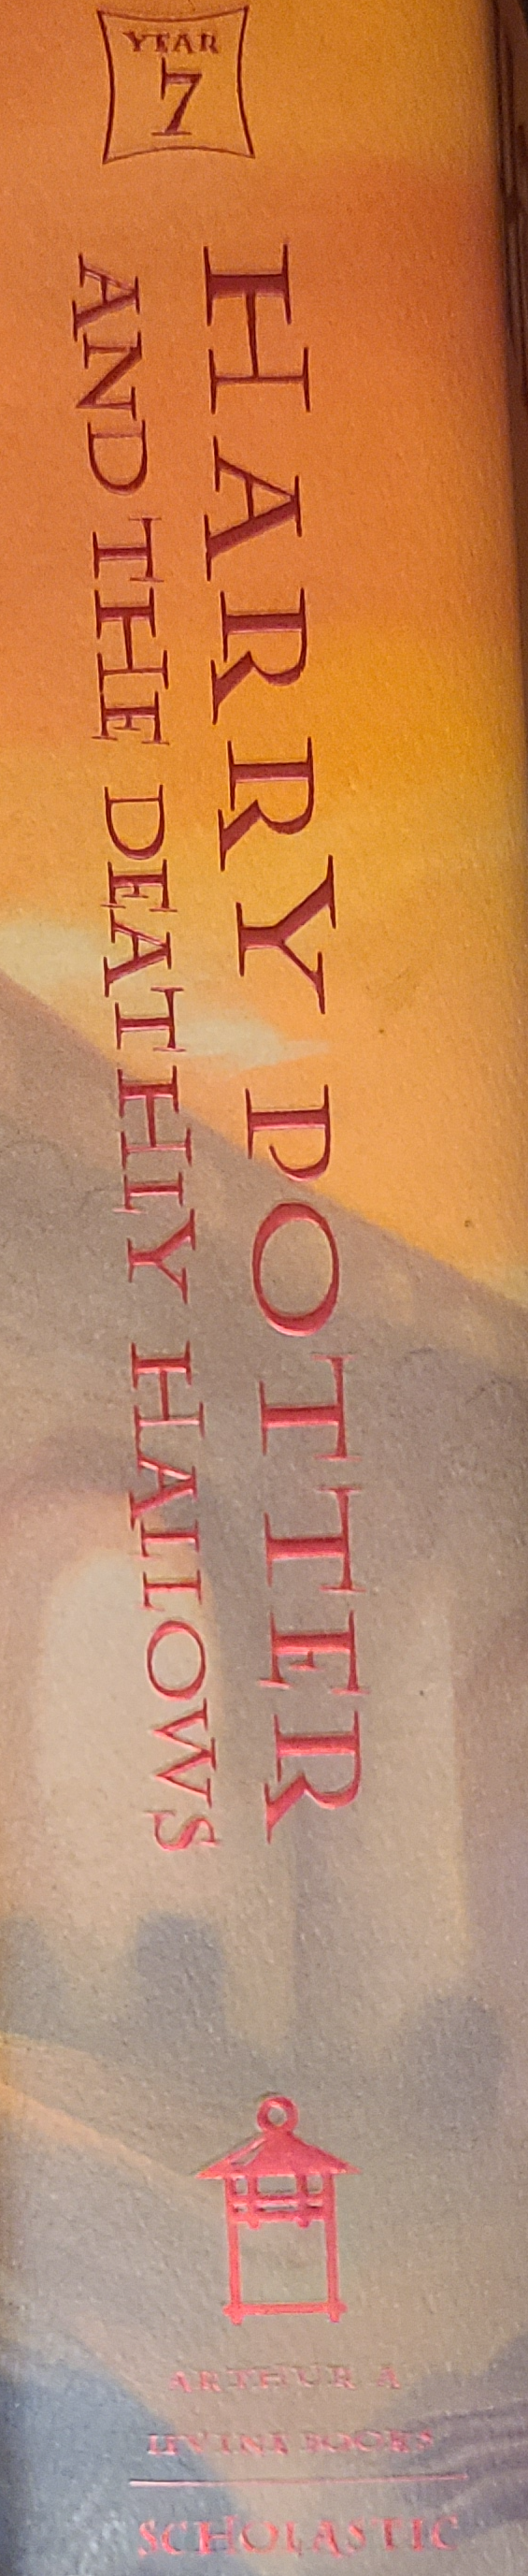 YEAR
7
HARRY POTTER
AND THE DEATHLY HALLOWS
ARTHUR A
LEVINE BOOKS
SCHOLASTIC